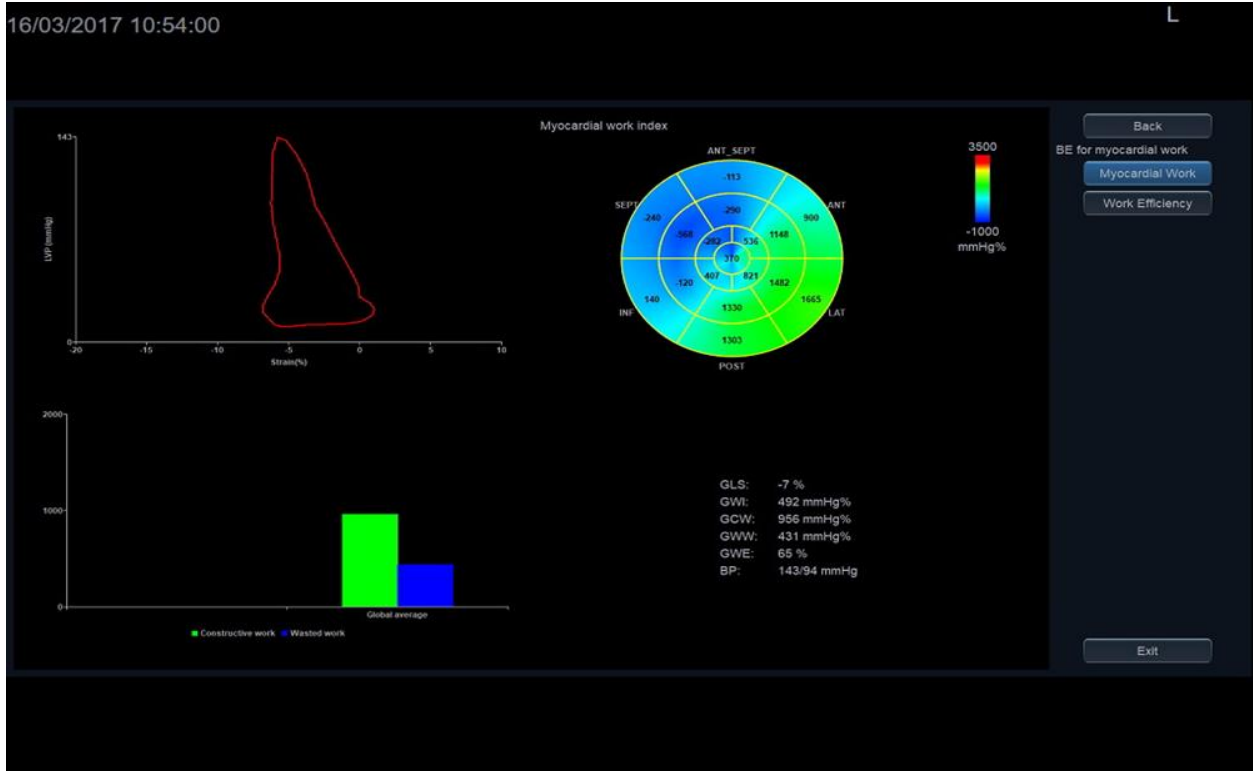 16/03/2017 10:54:00
L
Myocardial work index
143
LVP (mmHg)
0
-20 -15 -10 -5 0 5 10
Strain(%)
ANT_SEPT
-113
SEPT ANT
-240 -290 900
-568 -282 536 1148
370
-120 407 821 1482
140 1330 1665
INF LAT
1303
POST
3500
-1000
mmHg%
Back
BE for myocardial work
Myocardial Work
Work Efficiency
2000
1000
0
Global average
Constructive work Wasted work
GLS: -7 %
GWI: 492 mmHg%
GCW: 956 mmHg%
GWW: 431 mmHg%
GWE: 65 %
BP: 143/94 mmHg
Exit